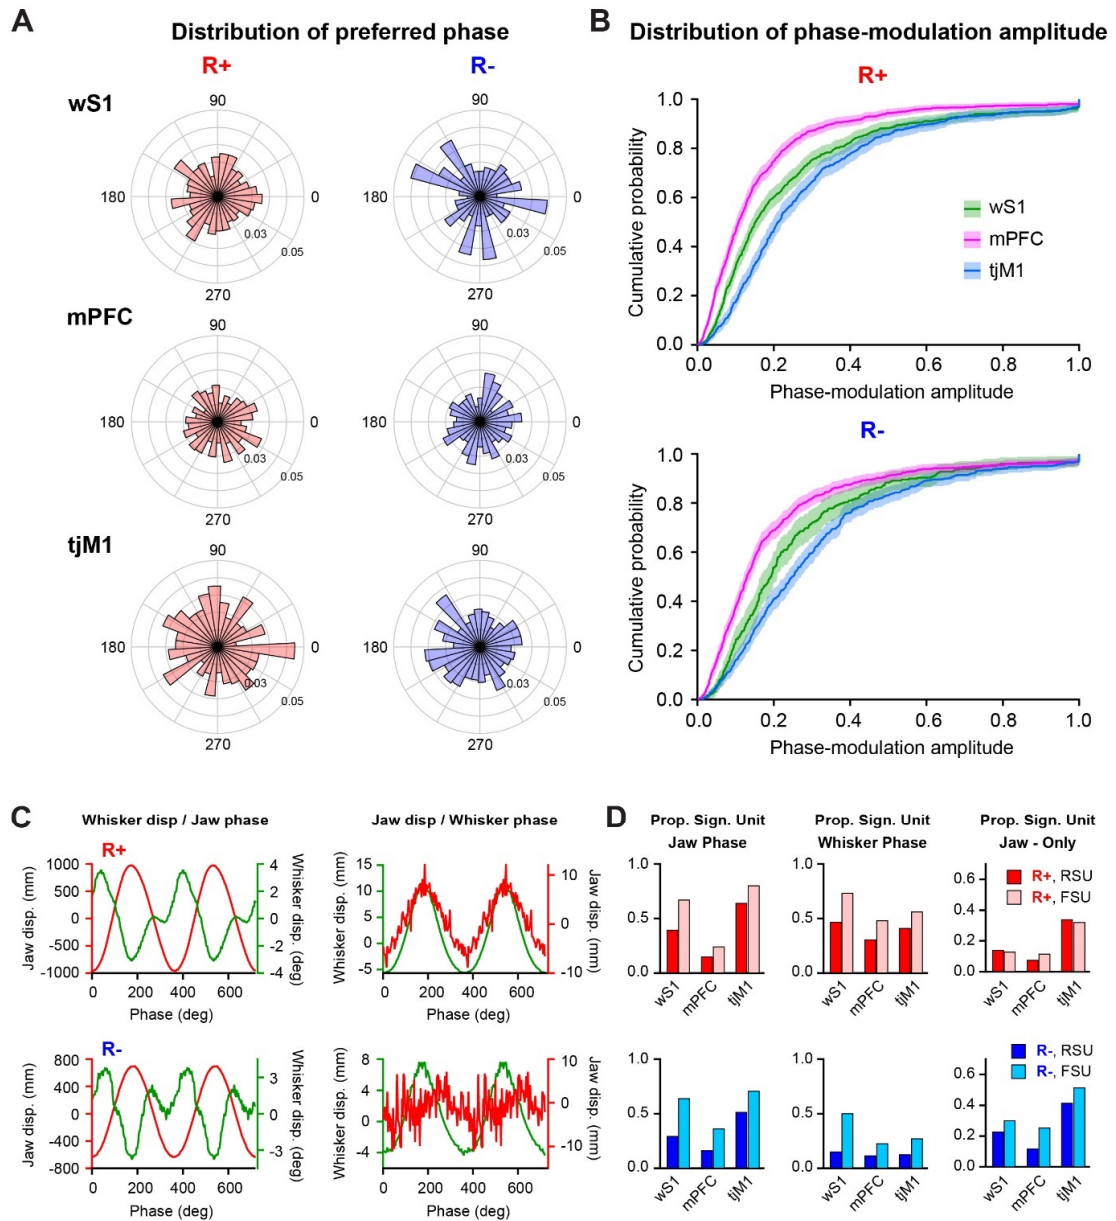 A
Distribution of preferred phase
R+
R-
wS1
90
90
180
0
180
0
0.03
0.05
0.03
0.05
270
270
mPFC
90
90
180
0
180
0
0.03
0.05
0.03
0.05
270
270
tjM1
90
90
180
0
180
0
0.03
0.05
0.03
0.05
270
270
B
Distribution of phase-modulation amplitude
R+
Cumulative probability
1.0
0.8
0.6
0.4
0.2
0.0
wS1
mPFC
tjM1
0.0 0.2 0.4 0.6 0.8 1.0
Phase-modulation amplitude
R-
Cumulative probability
1.0
0.8
0.6
0.4
0.2
0.0
0.0 0.2 0.4 0.6 0.8 1.0
Phase-modulation amplitude
C
Whisker disp / Jaw phase
R+
Jaw disp. (mm)
1000
500
0
-500
-1000
4
2
0
-2
-4
Whisker disp. (deg)
0 200 400 600
Phase (deg)
Jaw disp / Whisker phase
Whisker disp. (mm)
15
10
5
0
-5
10
0
-10
Jaw disp. (mm)
0 200 400 600
Phase (deg)
R-
Jaw disp. (mm)
800
400
0
-400
-800
3
0
-3
Whisker disp. (deg)
0 200 400 600
Phase (deg)
Whisker disp. (mm)
8
4
0
-4
10
0
-10
Jaw disp. (mm)
0 200 400 600
Phase (deg)
D
Prop. Sign. Unit
Jaw Phase
1.0
0.5
0.0
wS1 mPFC tjM1
Prop. Sign. Unit
Whisker Phase
1.0
0.5
0.0
wS1 mPFC tjM1
Prop. Sign. Unit
Jaw - Only
0.6
0.4
0.2
0.0
R+, RSU
R+, FSU
wS1 mPFC tjM1
1.0
0.5
0.0
wS1 mPFC tjM1
1.0
0.5
0.0
wS1 mPFC tjM1
R-, RSU
R-, FSU
0.6
0.4
0.2
0.0
wS1 mPFC tjM1